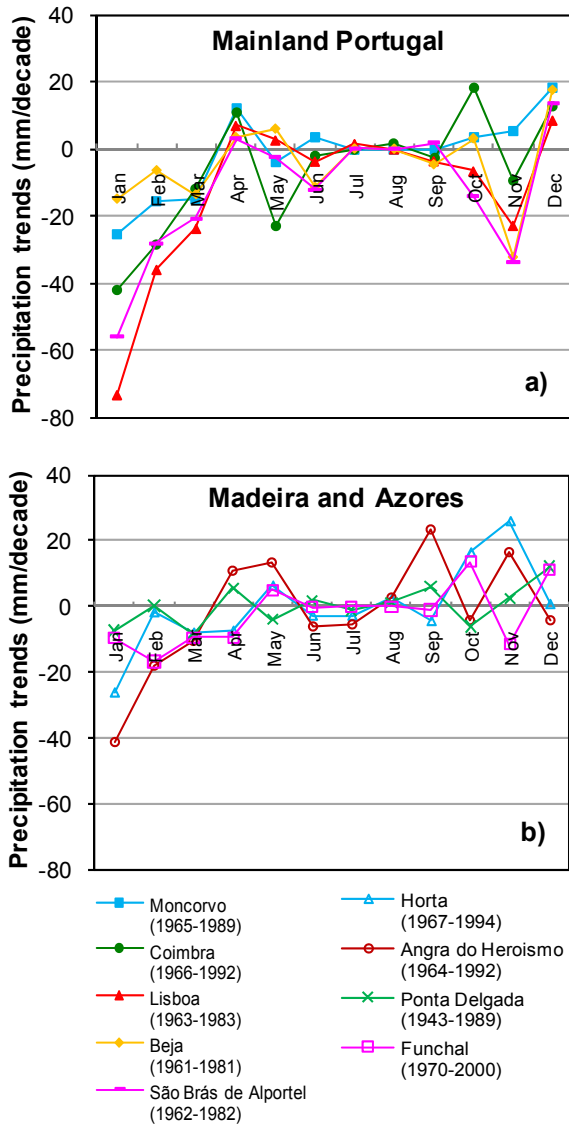 Mainland Portugal
Precipitation trends (mm/decade)
40
20
0
-20
-40
-60
-80
Jan
Feb
Mar
Apr
May
Jun
Jul
Aug
Sep
Oct
Nov
Dec
a)
Madeira and Azores
Precipitation trends (mm/decade)
40
20
0
-20
-40
-60
-80
Jan
Feb
Mar
Apr
May
Jun
Jul
Aug
Sep
Oct
Nov
Dec
b)
Moncorvo
(1965-1989)
Coimbra
(1966-1992)
Lisboa
(1963-1983)
Beja
(1961-1981)
São Brás de Alportel
(1962-1982)
Horta
(1967-1994)
Angra do Heroismo
(1964-1992)
Ponta Delgada
(1943-1989)
Funchal
(1970-2000)